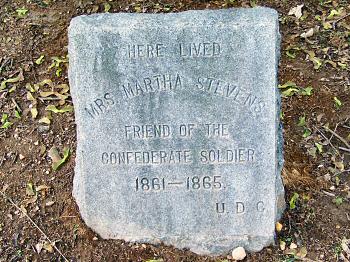 HERE LIVED
MRS. MARTHA STEVENS
FRIEND OF THE
CONFEDERATE SOLDIER
1861—1865.
U. D. C.